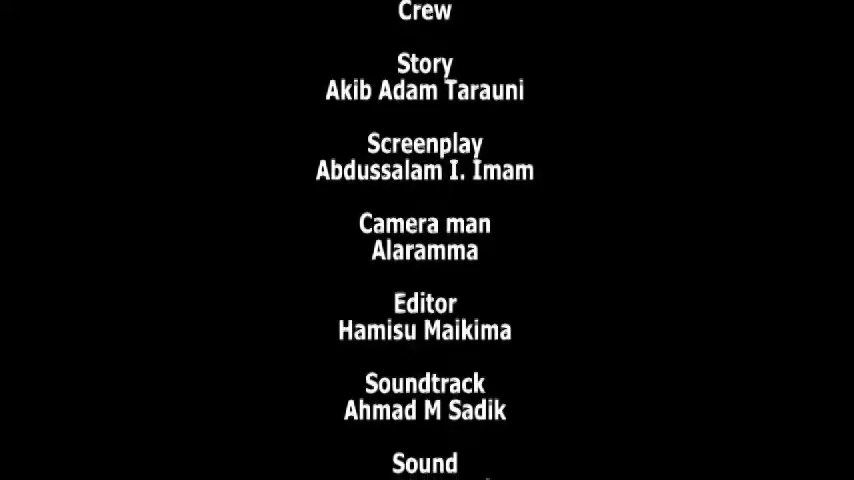 Crew
Story
Akib Adam Tarauni
Screenplay
Abdussalam I. Imam
Camera man
Alaramma
Editor
Hamisu Maikima
Soundtrack
Ahmad M Sadik
Sound